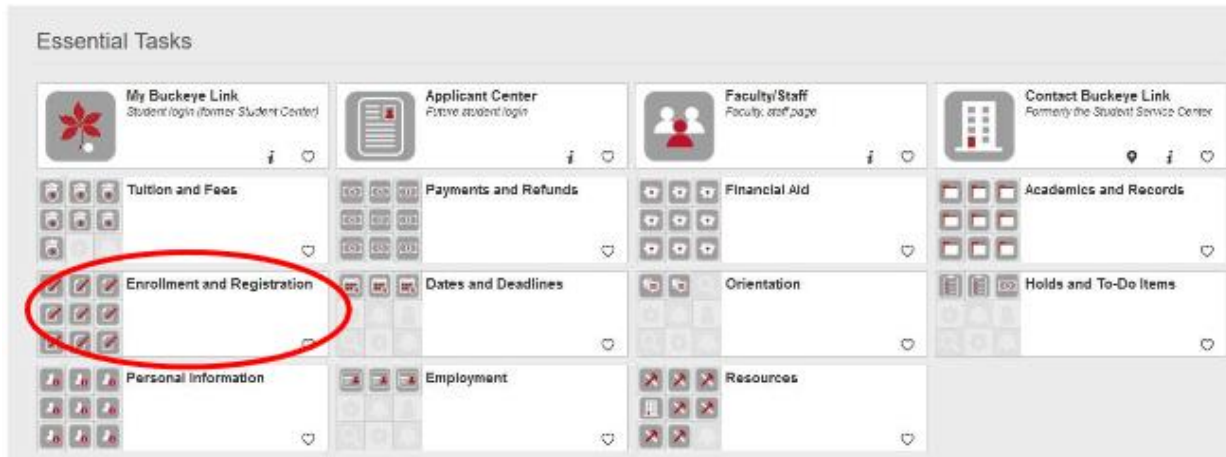 Essential Tasks
My Buckeye Link
Student login (former Student Center)
Applicant Center
Future student login
Faculty/Staff
Faculty, staff page
Contact Buckeye Link
Formerly the Student Service Center
Tuition and Fees
Payments and Refunds
Financial Aid
Academics and Records
Enrollment and Registration
Dates and Deadlines
Orientation
Holds and To-Do Items
Personal Information
Employment
Resources